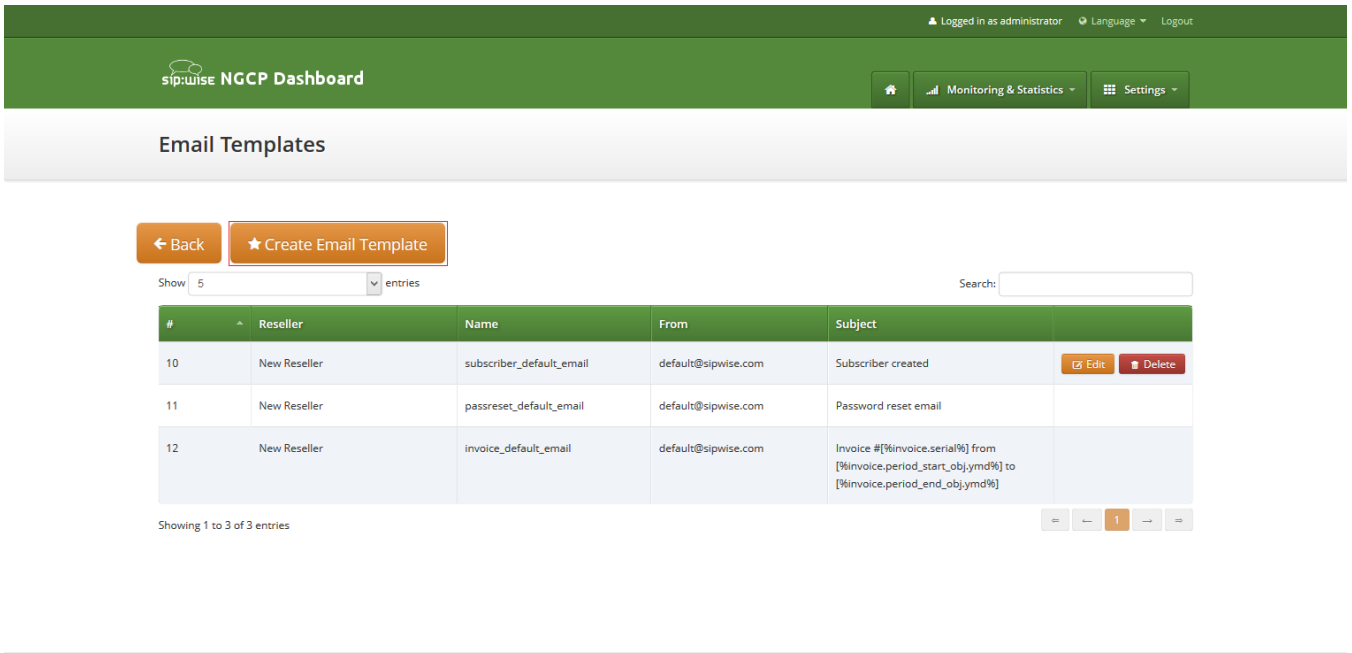 Logged in as administrator Language Logout
sip:wise NGCP Dashboard
Monitoring & Statistics Settings
Email Templates
Back Create Email Template
Show 5 entries Search:
# Reseller Name From Subject
10 New Reseller subscriber_default_email default@sipwise.com Subscriber created Edit Delete
11 New Reseller passreset_default_email default@sipwise.com Password reset email
12 New Reseller invoice_default_email default@sipwise.com Invoice #[%invoice.serial%] from
[%invoice.period_start_obj.ymd%] to
[%invoice.period_end_obj.ymd%]
Showing 1 to 3 of 3 entries ⇐ ← 1 → ⇒